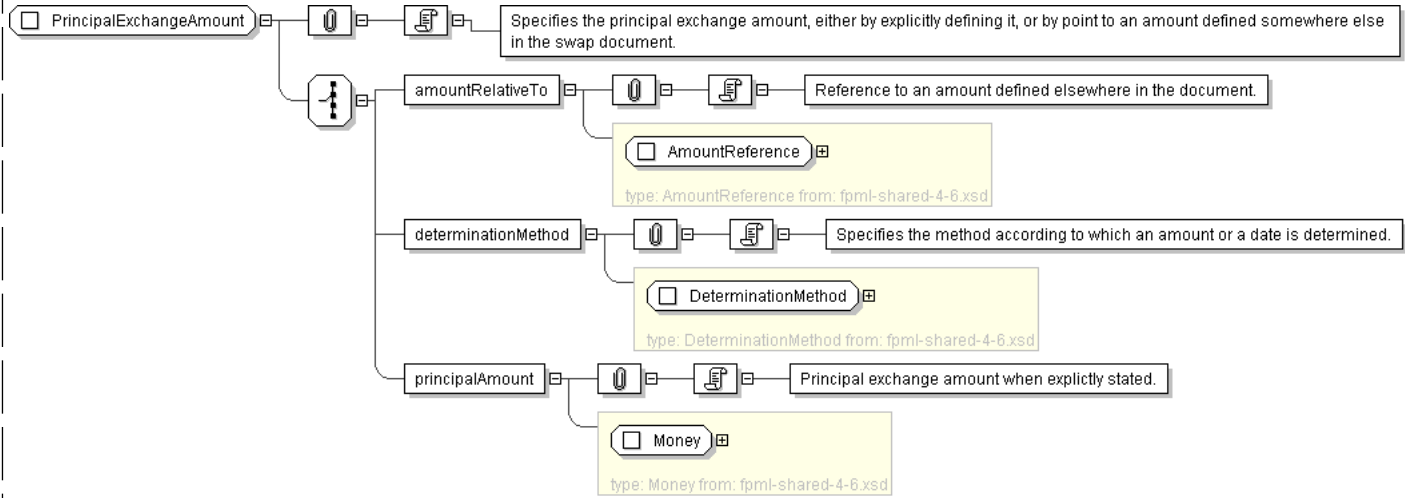 PrincipalExchangeAmount
Specifies the principal exchange amount, either by explicitly defining it, or by point to an amount defined somewhere else
in the swap document.
amountRelativeTo
Reference to an amount defined elsewhere in the document.
AmountReference
type: AmountReference from: fpml-shared-4-6.xsd
determinationMethod
Specifies the method according to which an amount or a date is determined.
DeterminationMethod
type: DeterminationMethod from: fpml-shared-4-6.xsd
principalAmount
Principal exchange amount when explictly stated.
Money
type: Money from: fpml-shared-4-6.xsd